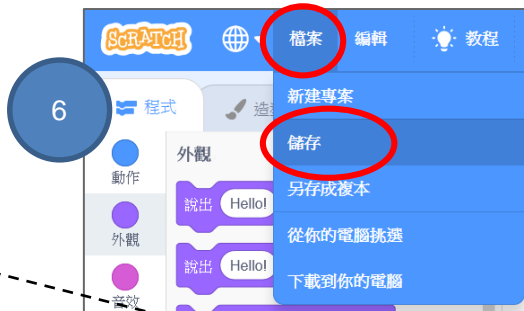 SCRATCH 檔案 編輯 教程
6 程式 造
新建專案
外觀
儲存
動作
說出 Hello!
另存成複本
外觀
從你的電腦挑選
說出 Hello!
下載到你的電腦
音效